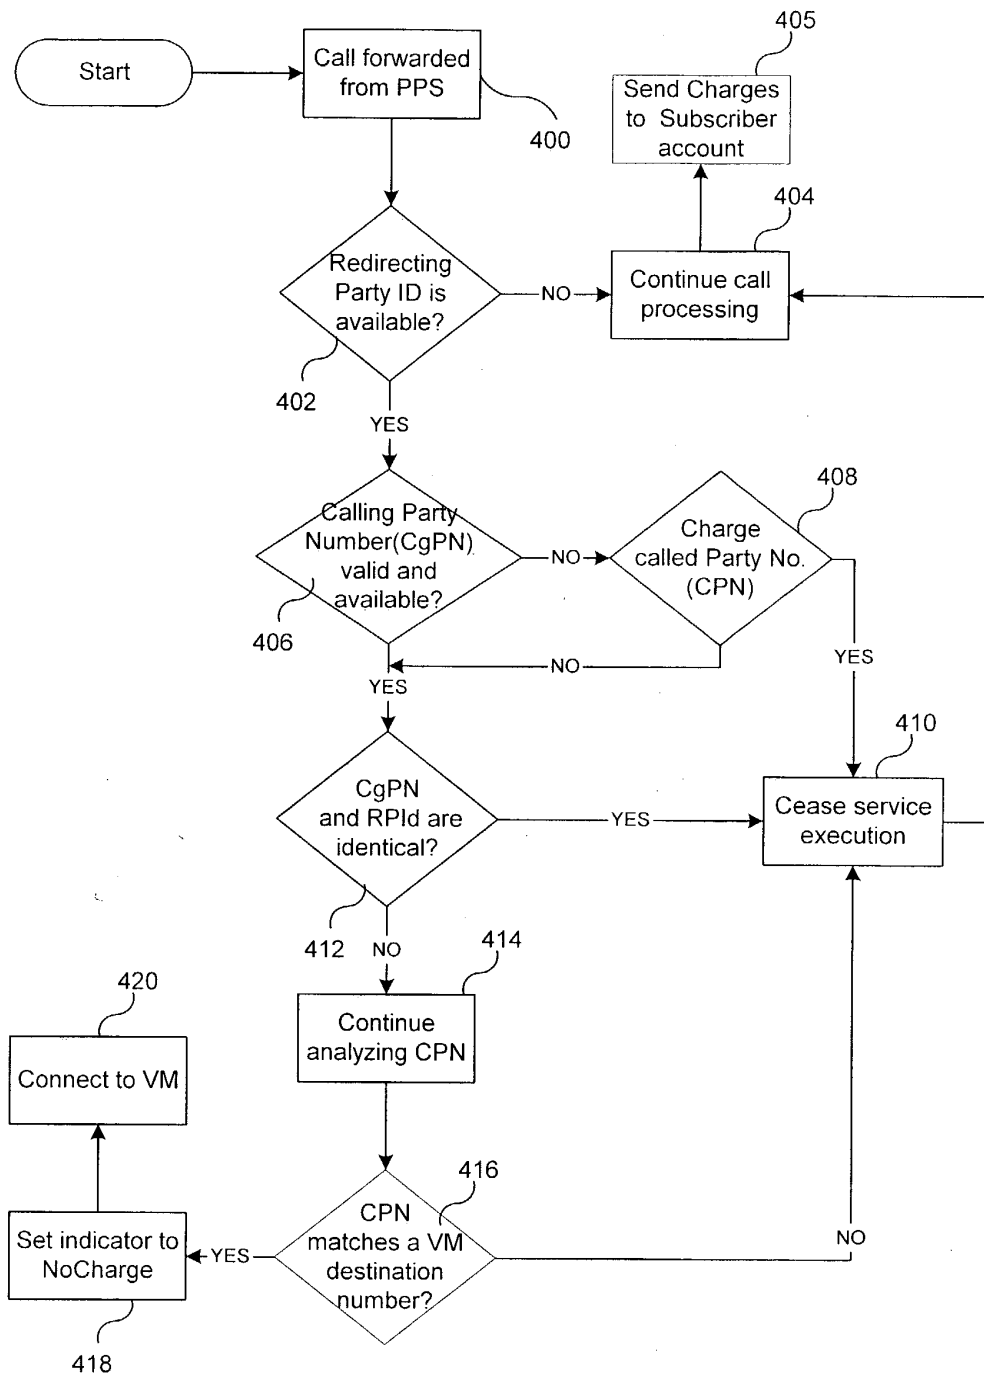 405
Start
Call forwarded
from PPS
400
Send Charges
to Subscriber
account
404
Redirecting
Party ID is
available?
NO
Continue call
processing
402
YES
408
Calling Party
Number(CgPN)
valid and
available?
406
NO
Charge
called Party No.
(CPN)
NO
YES
YES
410
CgPN
and RPId are
identical?
YES
Cease service
execution
412
NO
414
Continue
analyzing CPN
420
Connect to VM
416
CPN
matches a VM
destination
number?
YES
Set indicator to
NoCharge
NO
418